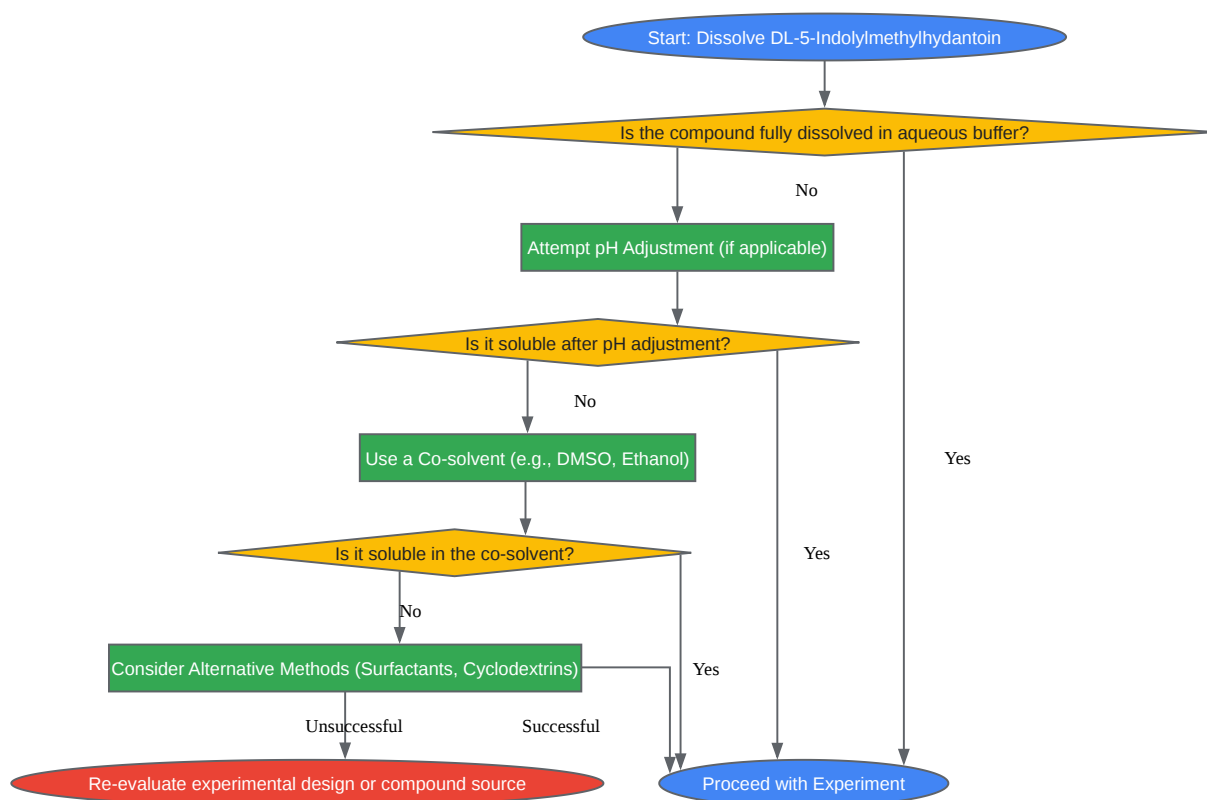 Start: Dissolve DL-5-Indolylmethylhydantoin
Is the compound fully dissolved in aqueous buffer?
No
Attempt pH Adjustment (if applicable)
Is it soluble after pH adjustment?
No
Use a Co-solvent (e.g., DMSO, Ethanol)
Yes
Is it soluble in the co-solvent?
Yes
No
Consider Alternative Methods (Surfactants, Cyclodextrins)
Yes
Unsuccessful
Successful
Re-evaluate experimental design or compound source
Proceed with Experiment